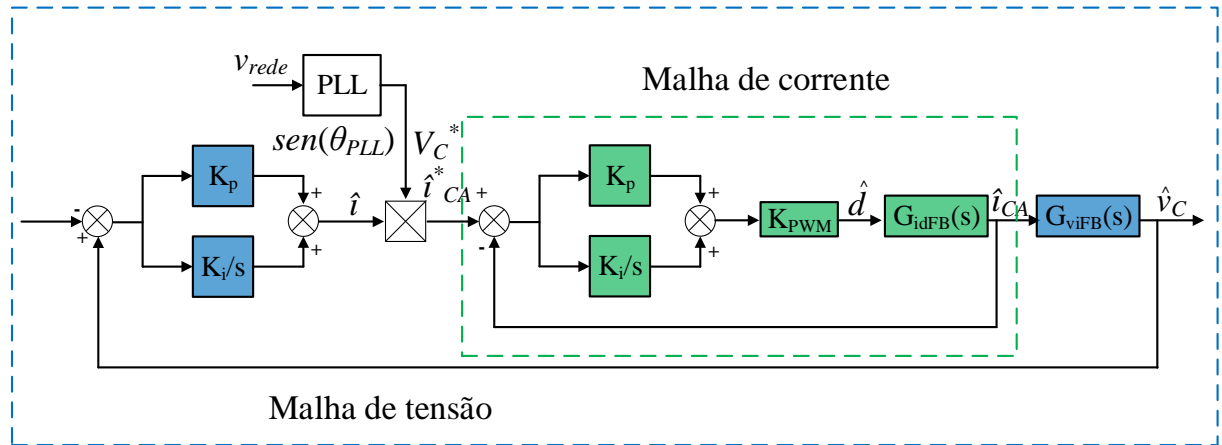 v_rede
PLL
Malha de corrente
sen(θ_PLL)
V_C^*
K_p
K_i/s
-
+
+
+
î
î^*_CA
+
-
K_p
K_i/s
+
+
K_PWM
d̂
G_idFB(s)
î_CA
G_viFB(s)
v̂_C
Malha de tensão